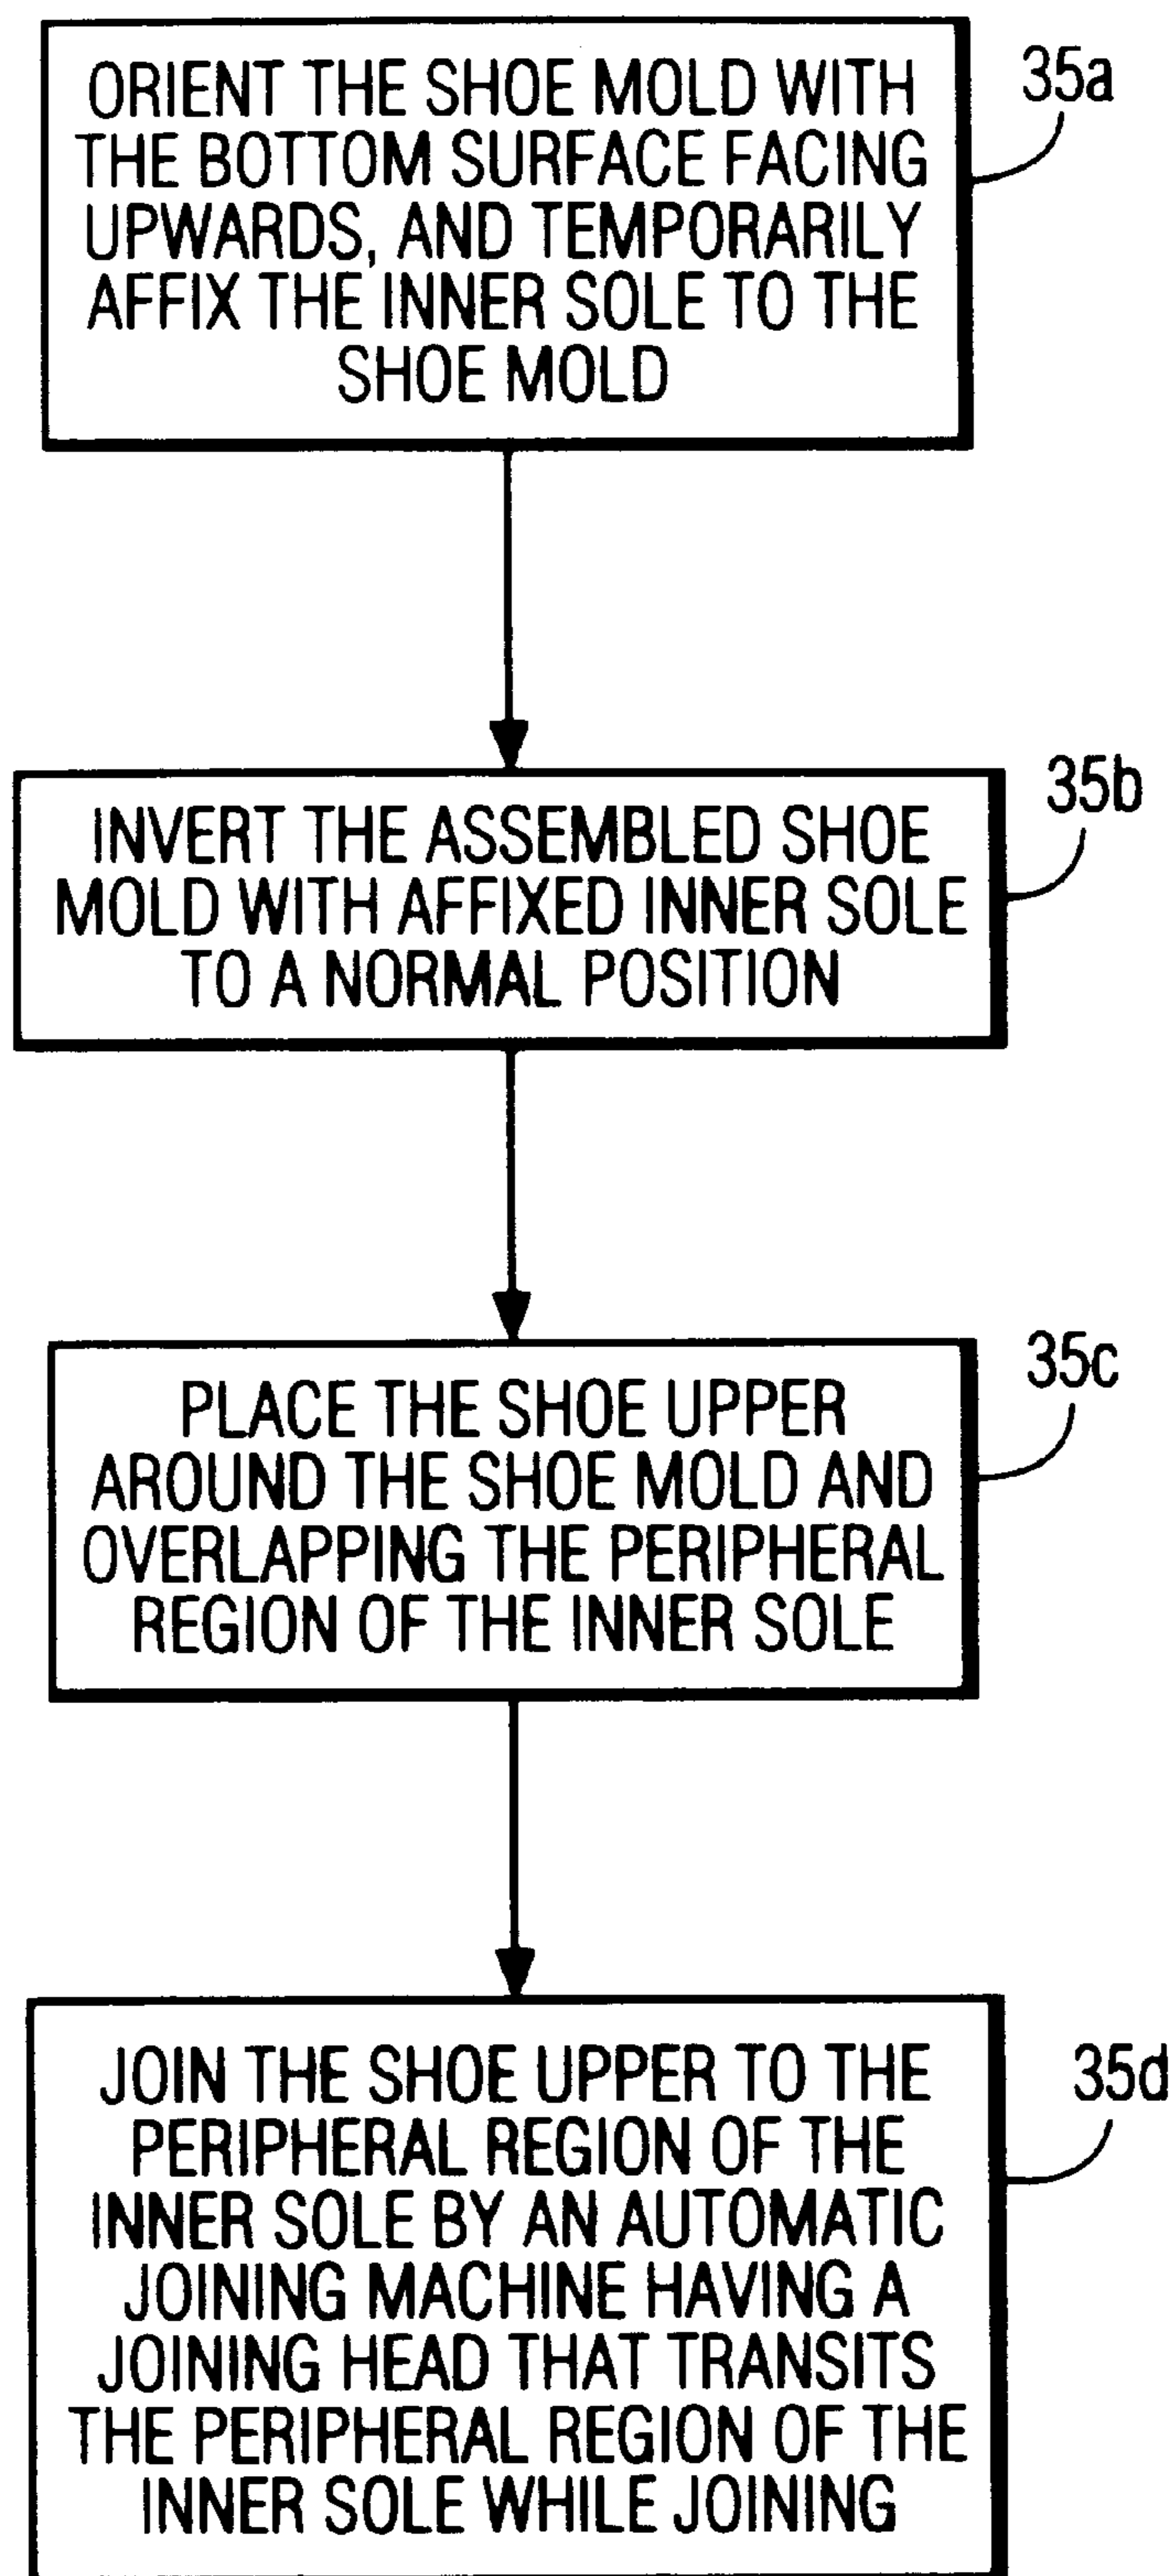 ORIENT THE SHOE MOLD WITH
THE BOTTOM SURFACE FACING
UPWARDS, AND TEMPORARILY
AFFIX THE INNER SOLE TO THE
SHOE MOLD
35a
INVERT THE ASSEMBLED SHOE
MOLD WITH AFFIXED INNER SOLE
TO A NORMAL POSITION
35b
PLACE THE SHOE UPPER
AROUND THE SHOE MOLD AND
OVERLAPPING THE PERIPHERAL
REGION OF THE INNER SOLE
35c
JOIN THE SHOE UPPER TO THE
PERIPHERAL REGION OF THE
INNER SOLE BY AN AUTOMATIC
JOINING MACHINE HAVING A
JOINING HEAD THAT TRANSITS
THE PERIPHERAL REGION OF THE
INNER SOLE WHILE JOINING
35d